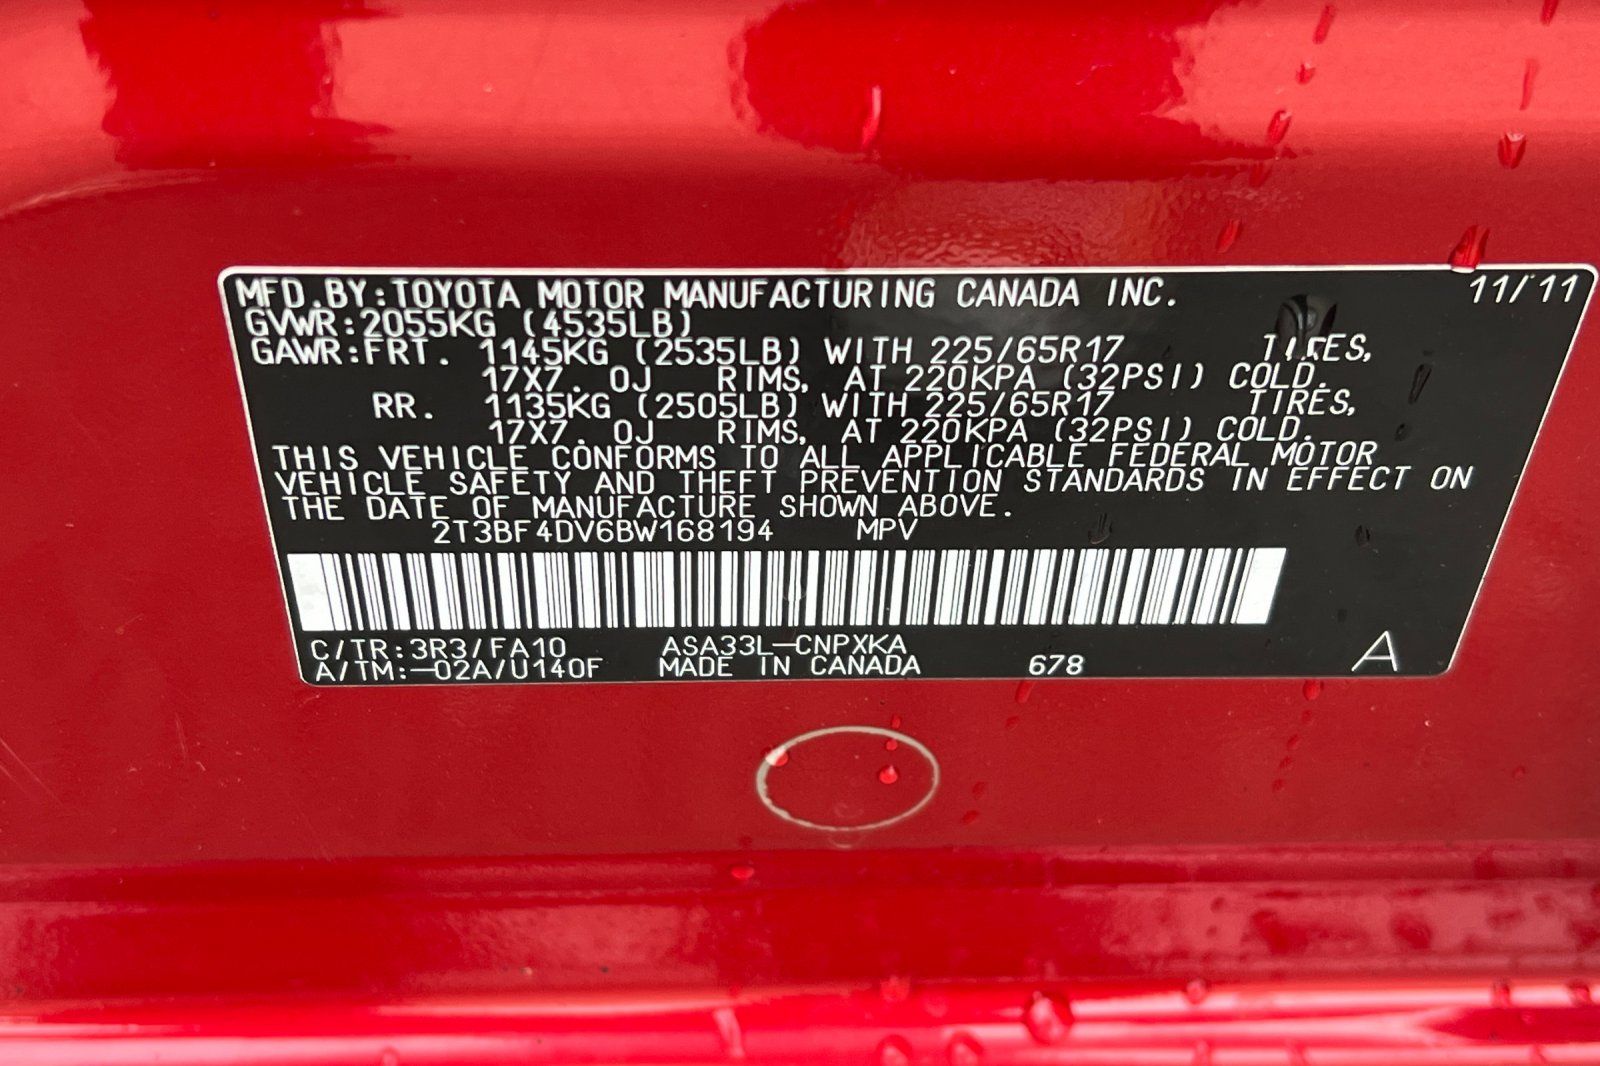 MFD.BY:TOYOTA MOTOR MANUFACTURING CANADA INC. 11/11
GVWR:2055KG (4535LB)
GAWR:FRT. 1145KG (2535LB) WITH 225/65R17 TIRES,
17X7. 0J RIMS, AT 220KPA (32PSI) COLD.
RR. 1135KG (2505LB) WITH 225/65R17 TIRES,
17X7. 0J RIMS, AT 220KPA (32PSI) COLD.
THIS VEHICLE CONFORMS TO ALL APPLICABLE FEDERAL MOTOR
VEHICLE SAFETY AND THEFT PREVENTION STANDARDS IN EFFECT ON
THE DATE OF MANUFACTURE SHOWN ABOVE.
2T3BF4DV6BW168194 MPV
C/TR:3R3/FA10 ASA33L-CNPXKA
A/TM:-02A/U140F MADE IN CANADA 678 A